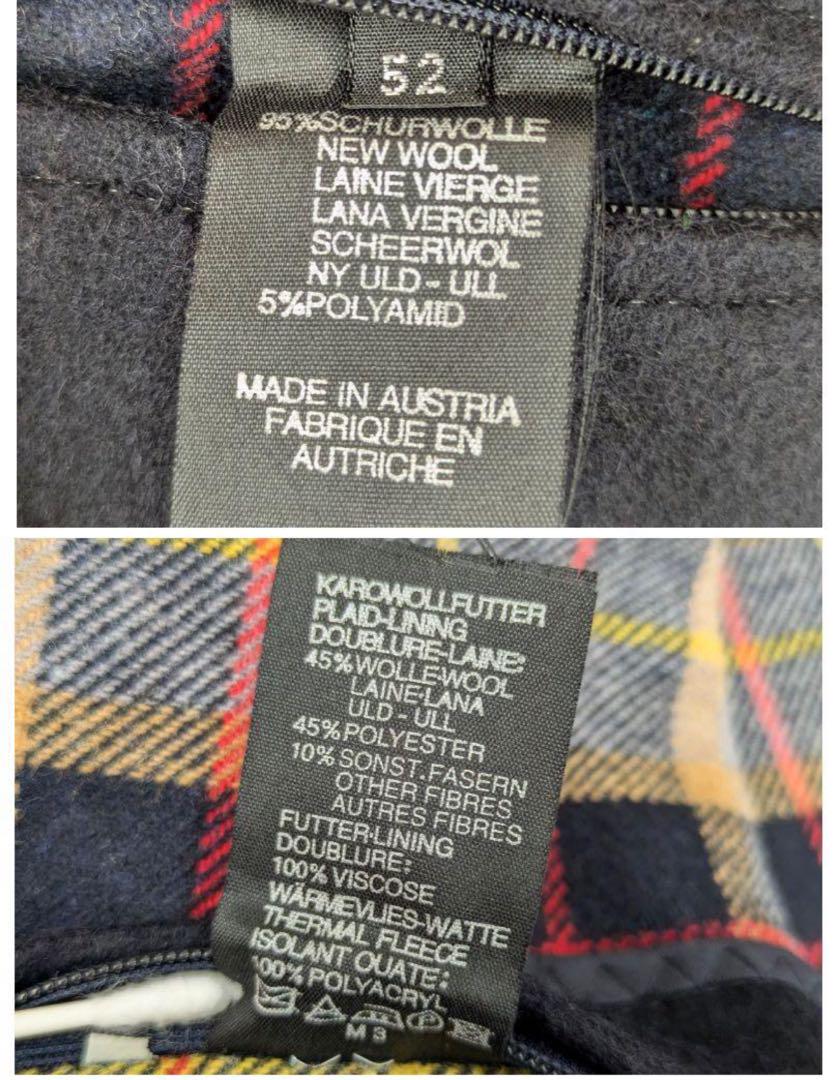 52
95%SCHURWOLLE
NEW WOOL
LAINE VIERGE
LANA VERGINE
SCHEERWOL
NY ULD - ULL
5%POLYAMID
MADE IN AUSTRIA
FABRIQUE EN
AUTRICHE
KAROWOLLFUTTER
PLAID-LINING
DOUBLURE-LAINE:
45%WOLLE-WOOL
LAINE-LANA
ULD - ULL
45%POLYESTER
10%SONST.FASERN
OTHER FIBRES
AUTRES FIBRES
FUTTER-LINING
DOUBLURE:
100%VISCOSE
WÄRMEVLIES-WATTE
THERMAL FLEECE
ISOLANT OUATE:
00%POLYACRYL
P
M 3